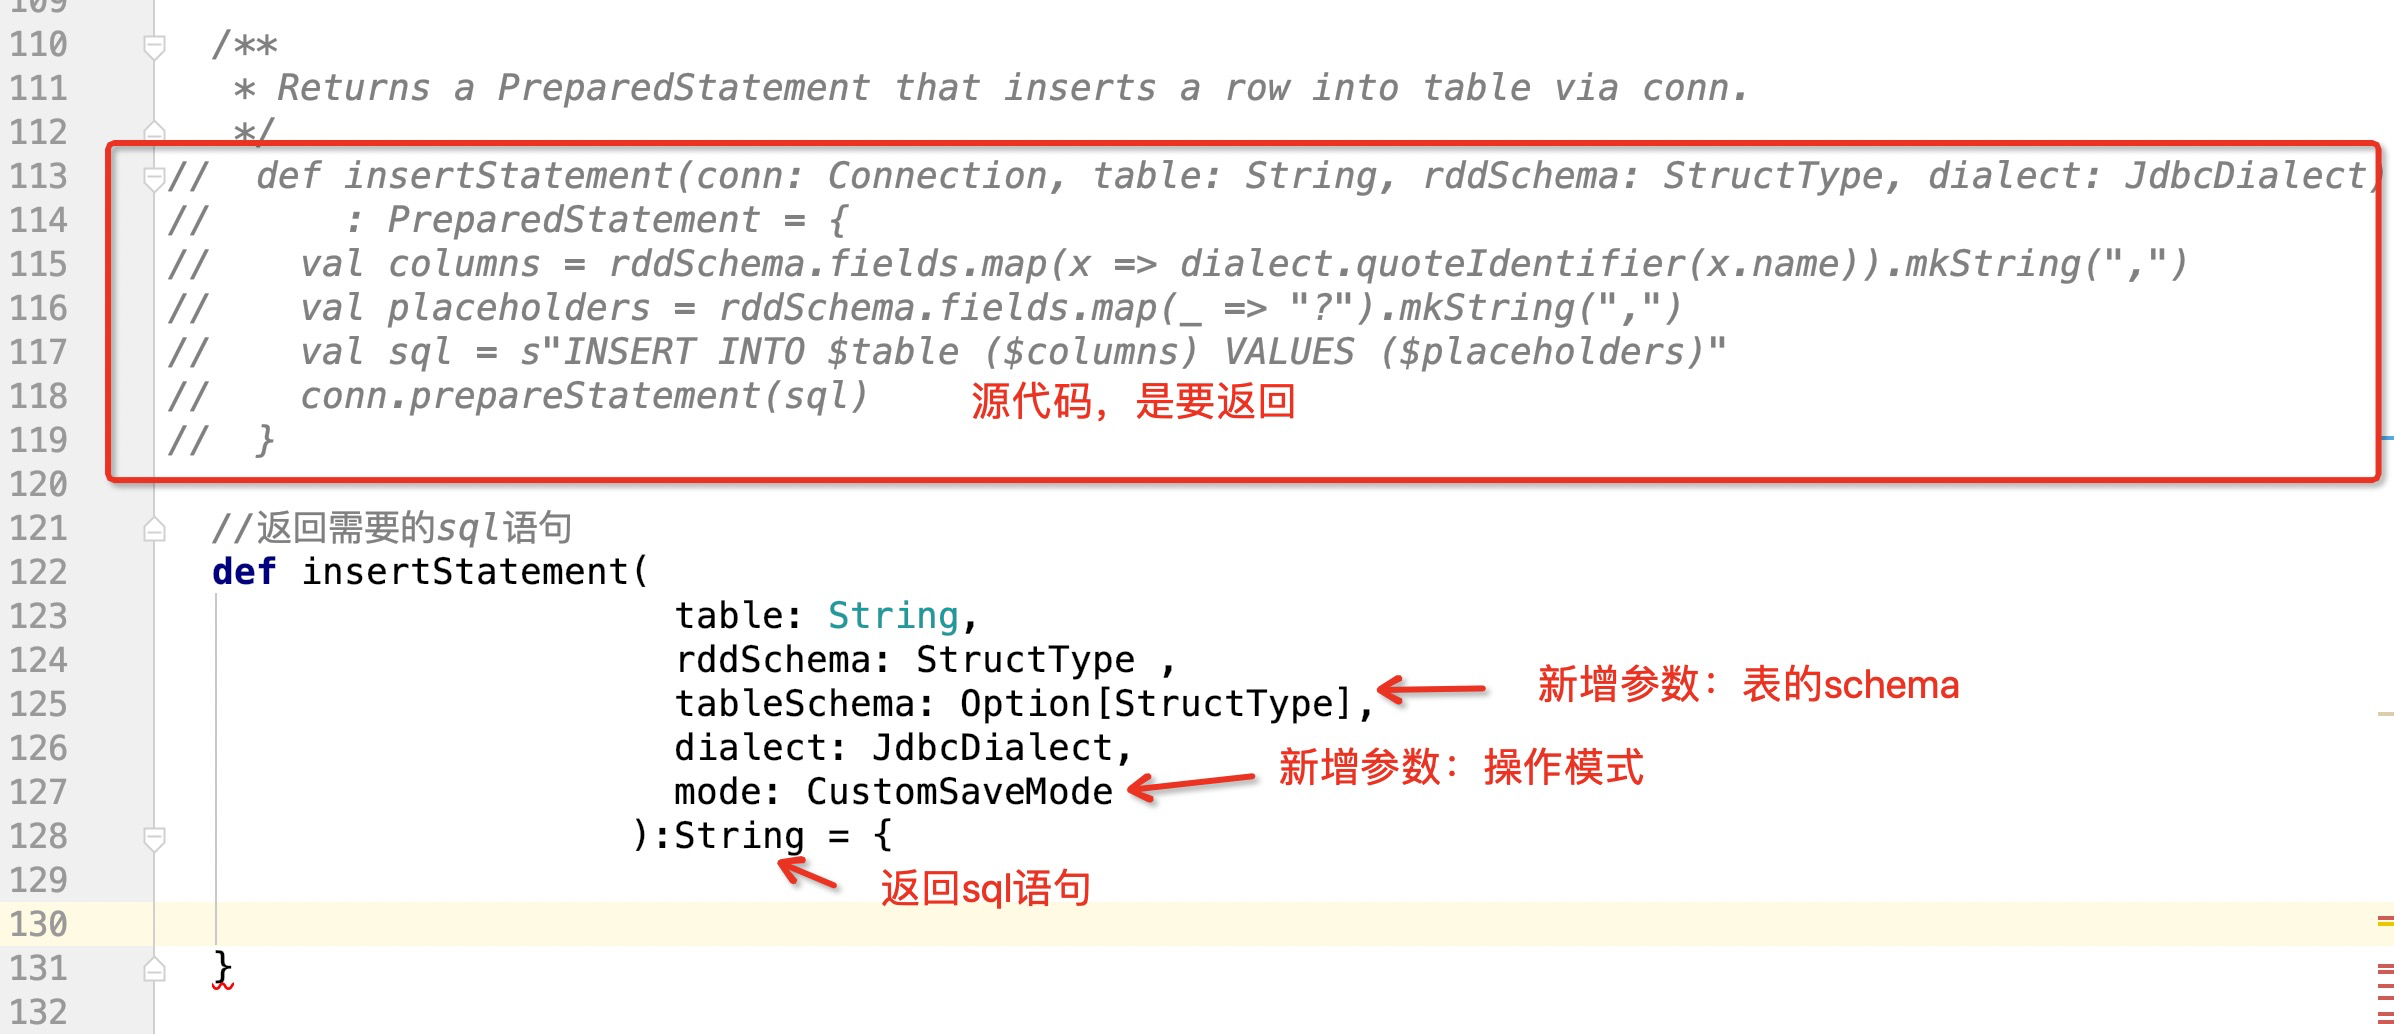 109
110 /**
111 * Returns a PreparedStatement that inserts a row into table via conn.
112 */
113 // def insertStatement(conn: Connection, table: String, rddSchema: StructType, dialect: JdbcDialect)
114 // : PreparedStatement = {
115 // val columns = rddSchema.fields.map(x => dialect.quoteIdentifier(x.name)).mkString(",")
116 // val placeholders = rddSchema.fields.map(_ => "?").mkString(",")
117 // val sql = s"INSERT INTO $table ($columns) VALUES ($placeholders)"
118 // conn.prepareStatement(sql) 源代码，是要返回
119 // }
120
121 //返回需要的sql语句
122 def insertStatement(
123 table: String,
124 rddSchema: StructType ,
125 tableSchema: Option[StructType], 新增参数：表的schema
126 dialect: JdbcDialect,
127 mode: CustomSaveMode 新增参数：操作模式
128 ):String = {
129 返回sql语句
130
131 }
132